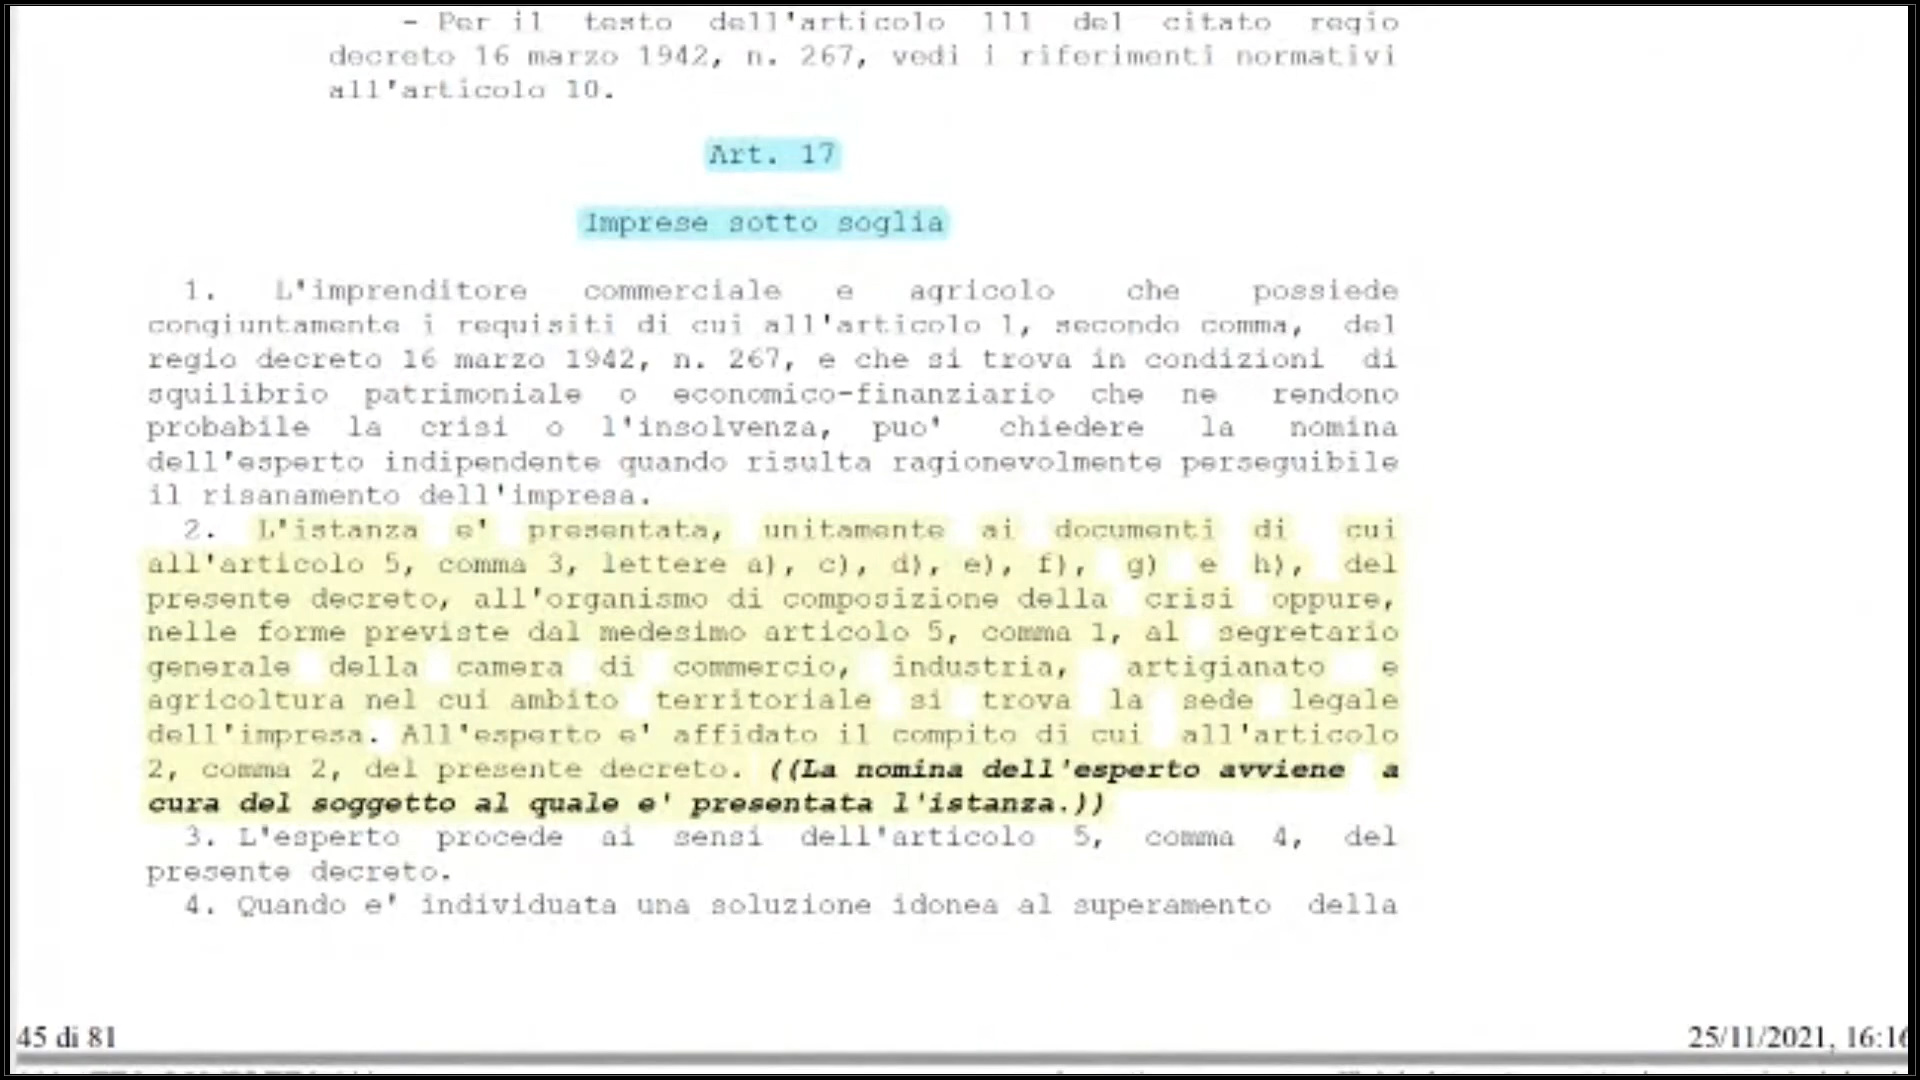 - Per il testo dell'articolo 111 del citato regio
decreto 16 marzo 1942, n. 267, vedi i riferimenti normativi
all'articolo 10.
Art. 17
Imprese sotto soglia
1. L'imprenditore commerciale e agricolo che possiede
congiuntamente i requisiti di cui all'articolo 1, secondo comma, del
regio decreto 16 marzo 1942, n. 267, e che si trova in condizioni di
squilibrio patrimoniale o economico-finanziario che ne rendono
probabile la crisi o l'insolvenza, puo' chiedere la nomina
dell'esperto indipendente quando risulta ragionevolmente perseguibile
il risanamento dell'impresa.
2. L'istanza e' presentata, unitamente ai documenti di cui
all'articolo 5, comma 3, lettere a), c), d), e), f), g) e h), del
presente decreto, all'organismo di composizione della crisi oppure,
nelle forme previste dal medesimo articolo 5, comma 1, al segretario
generale della camera di commercio, industria, artigianato e
agricoltura nel cui ambito territoriale si trova la sede legale
dell'impresa. All'esperto e' affidato il compito di cui all'articolo
2, comma 2, del presente decreto. ((La nomina dell'esperto avviene a
cura del soggetto al quale e' presentata l'istanza.))
3. L'esperto procede ai sensi dell'articolo 5, comma 4, del
presente decreto.
4. Quando e' individuata una soluzione idonea al superamento della
45 di 81
25/11/2021, 16:16